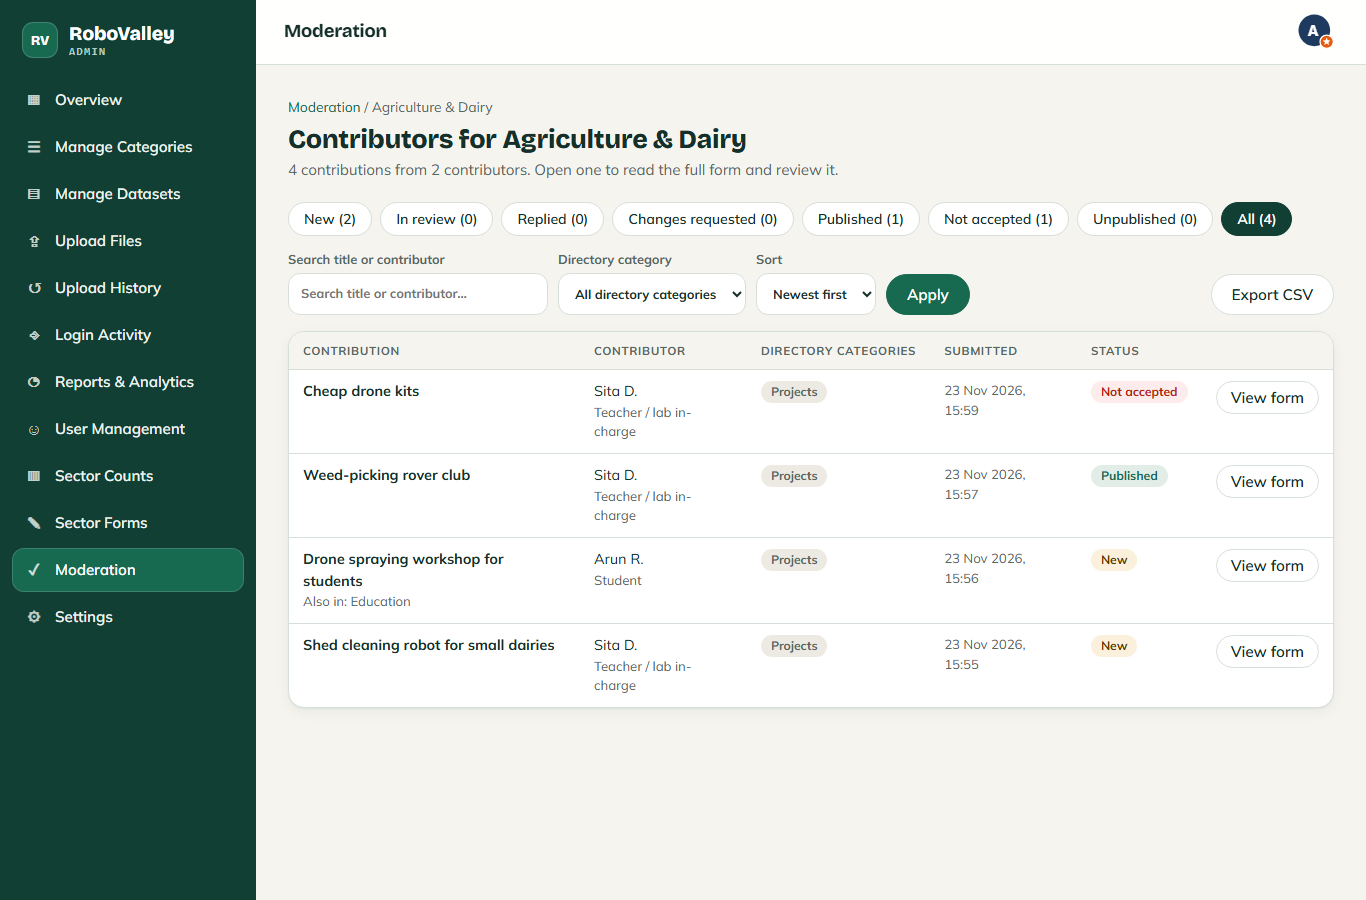 RV
RoboValley
ADMIN
Overview
Manage Categories
Manage Datasets
Upload Files
Upload History
Login Activity
Reports & Analytics
User Management
Sector Counts
Sector Forms
Moderation
Settings
Moderation
A
Moderation / Agriculture & Dairy
Contributors for Agriculture & Dairy
4 contributions from 2 contributors. Open one to read the full form and review it.
New (2) In review (0) Replied (0) Changes requested (0) Published (1) Not accepted (1) Unpublished (0) All (4)
Search title or contributor Directory category Sort
Search title or contributor... All directory categories Newest first Apply Export CSV
CONTRIBUTION CONTRIBUTOR DIRECTORY CATEGORIES SUBMITTED STATUS
Cheap drone kits Sita D. Projects 23 Nov 2026, Not accepted View form
Teacher / lab in- 15:59
charge
Weed-picking rover club Sita D. Projects 23 Nov 2026, Published View form
Teacher / lab in- 15:57
charge
Drone spraying workshop for Arun R. Projects 23 Nov 2026, New View form
students Student 15:56
Also in: Education
Shed cleaning robot for small dairies Sita D. Projects 23 Nov 2026, New View form
Teacher / lab in- 15:55
charge